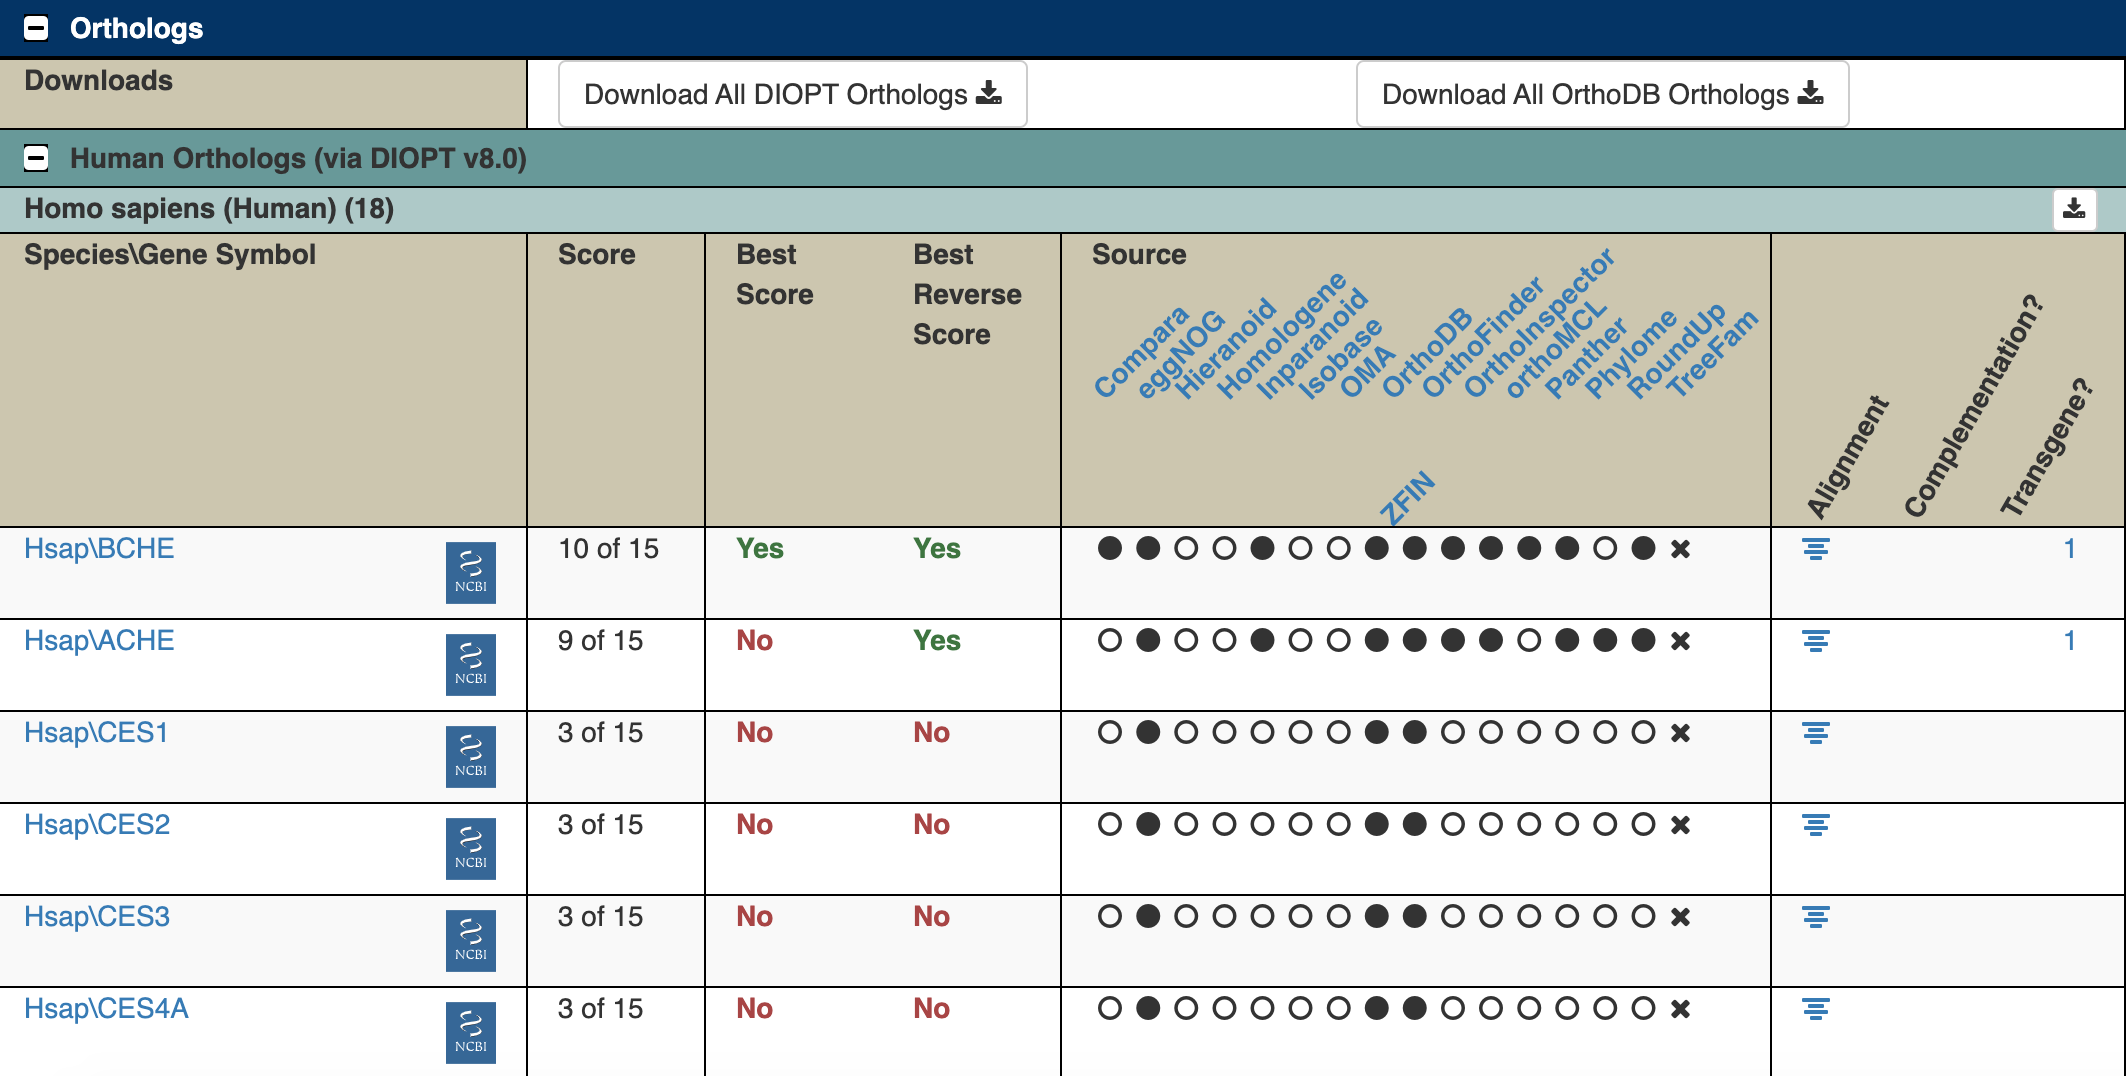 Orthologs
Downloads
Download All DIOPT Orthologs
Download All OrthoDB Orthologs
Human Orthologs (via DIOPT v8.0)
Homo sapiens (Human) (18)
Species\Gene Symbol
Score
Best Score
Best Reverse Score
Source
Compara
eggNOG
Hieranoid
Homologene
Inparanoid
Isobase
OMA
OrthoDB
OrthoFinder
OrthoInspector
orthoMCL
Panther
Phylome
RoundUp
TreeFam
ZFIN
Alignment
Complementation?
Transgene?
Hsap\BCHE NCBI 10 of 15 Yes Yes 1
Hsap\ACHE NCBI 9 of 15 No Yes 1
Hsap\CES1 NCBI 3 of 15 No No
Hsap\CES2 NCBI 3 of 15 No No
Hsap\CES3 NCBI 3 of 15 No No
Hsap\CES4A NCBI 3 of 15 No No